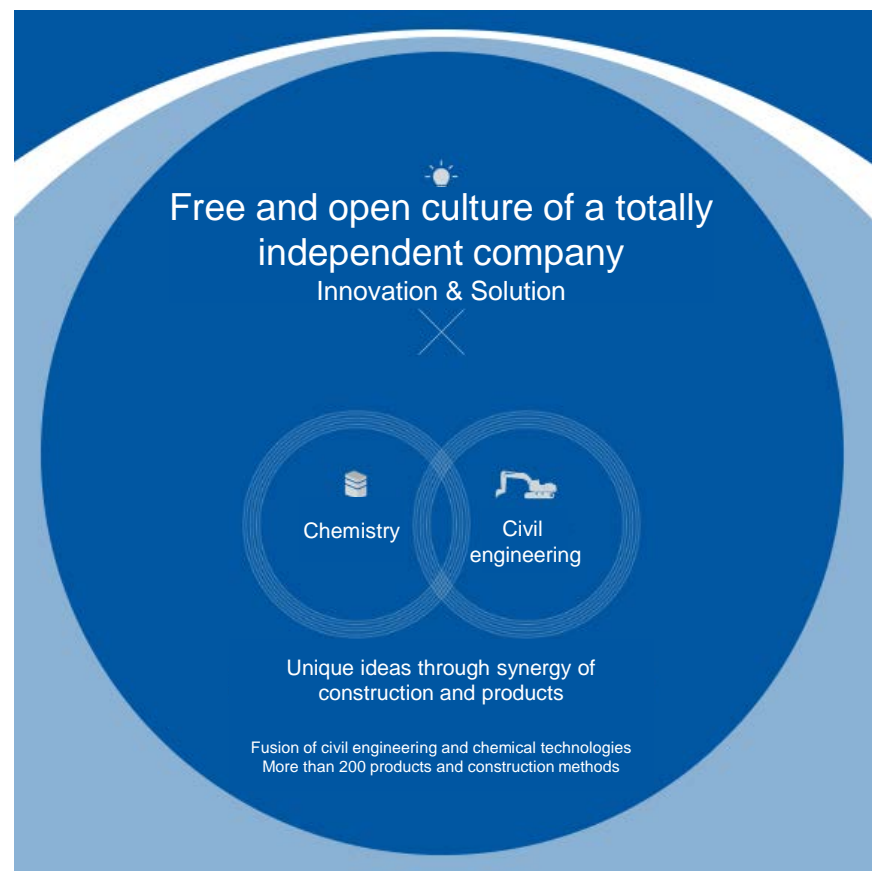 Free and open culture of a totally
independent company
Innovation & Solution
Chemistry
Civil
engineering
Unique ideas through synergy of
construction and products
Fusion of civil engineering and chemical technologies
More than 200 products and construction methods